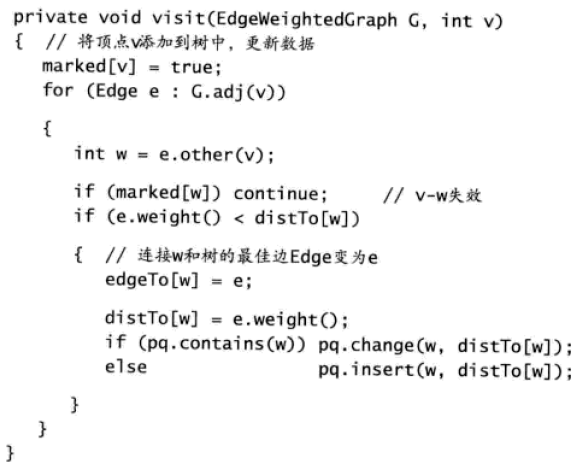 private void visit(EdgeWeightedGraph G, int v)
{  // 将顶点v添加到树中，更新数据
   marked[v] = true;
   for (Edge e : G.adj(v))
   {
      int w = e.other(v);
      if (marked[w]) continue;     // v-w失效
      if (e.weight() < distTo[w])
      {  // 连接w和树的最佳边Edge变为e
         edgeTo[w] = e;
         distTo[w] = e.weight();
         if (pq.contains(w)) pq.change(w, distTo[w]);
         else                pq.insert(w, distTo[w]);
      }
   }
}